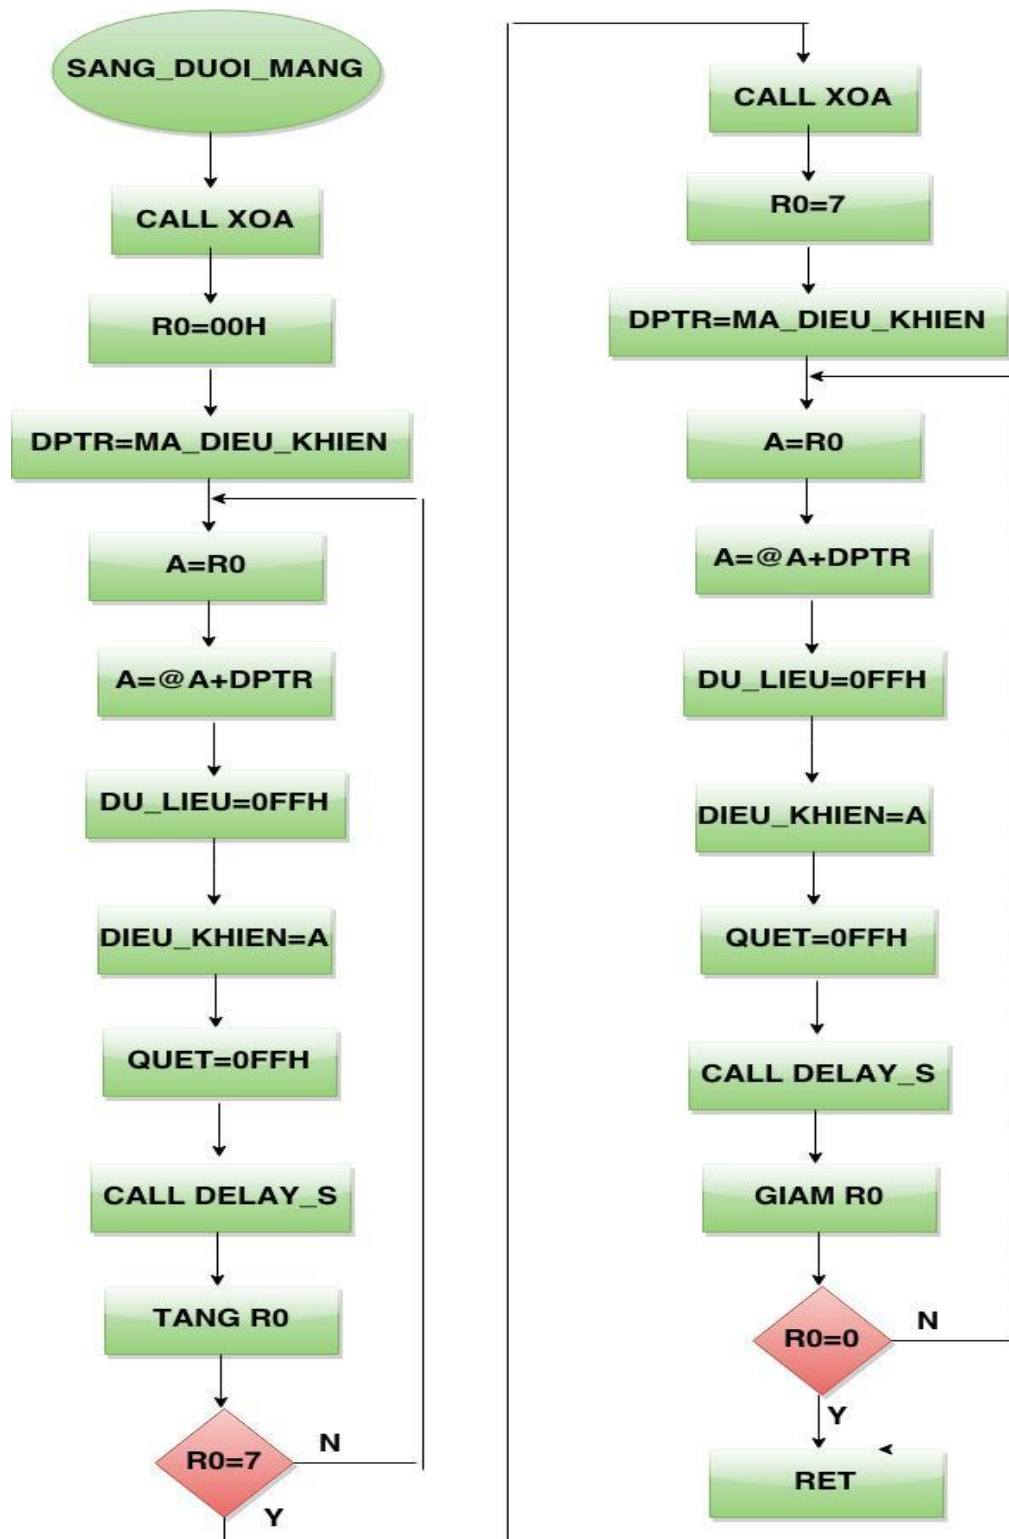 SANG_DUOI_MANG
CALL XOA
R0=00H
DPTR=MA_DIEU_KHIEN
A=R0
A=@A+DPTR
DU_LIEU=0FFH
DIEU_KHIEN=A
QUET=0FFH
CALL DELAY_S
TANG R0
R0=7
N
Y
CALL XOA
R0=7
DPTR=MA_DIEU_KHIEN
A=R0
A=@A+DPTR
DU_LIEU=0FFH
DIEU_KHIEN=A
QUET=0FFH
CALL DELAY_S
GIAM R0
R0=0
N
Y
RET